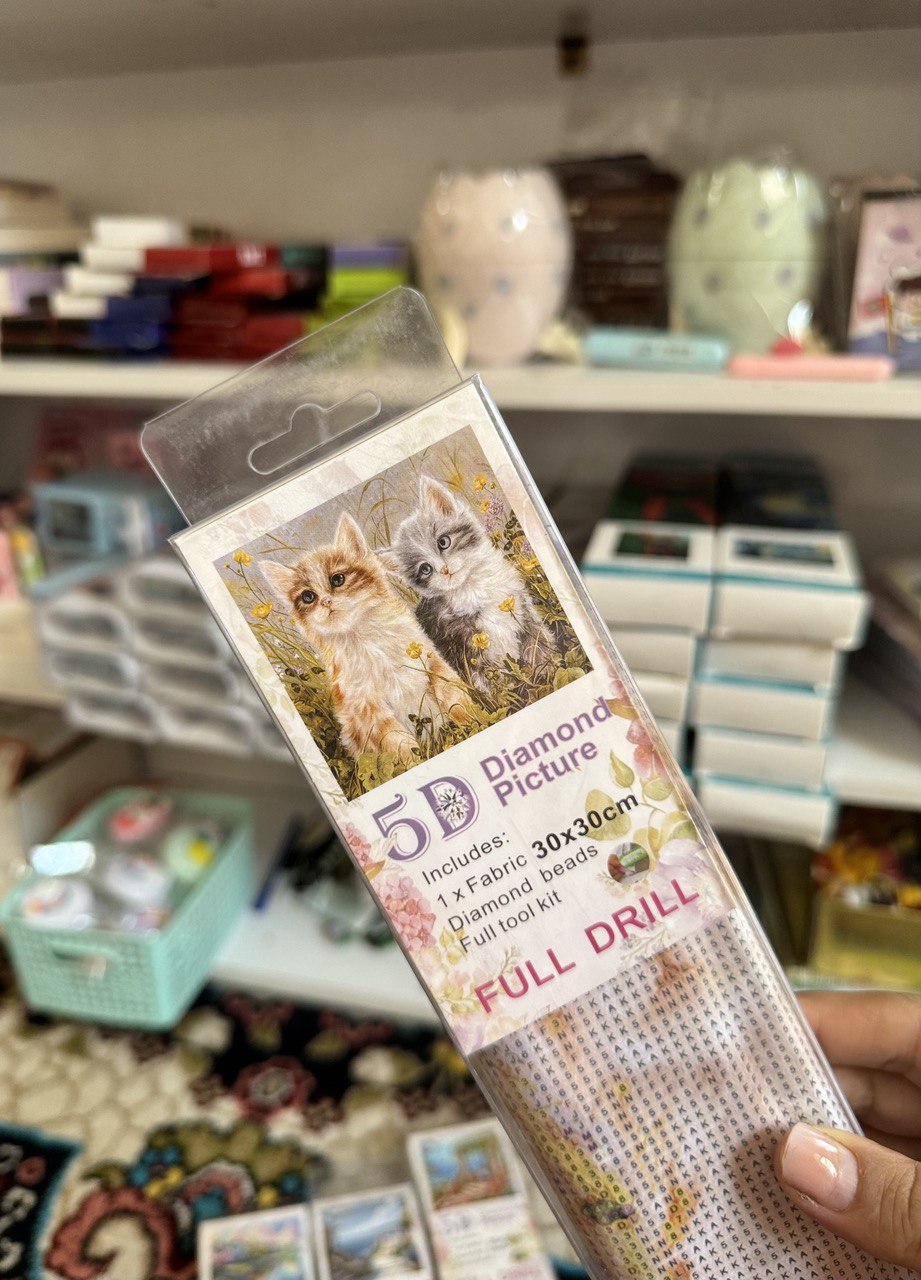 5D Diamond
Picture
Includes:
1 x Fabric 30x30cm
Diamond beads
Full tool kit
FULL DRILL